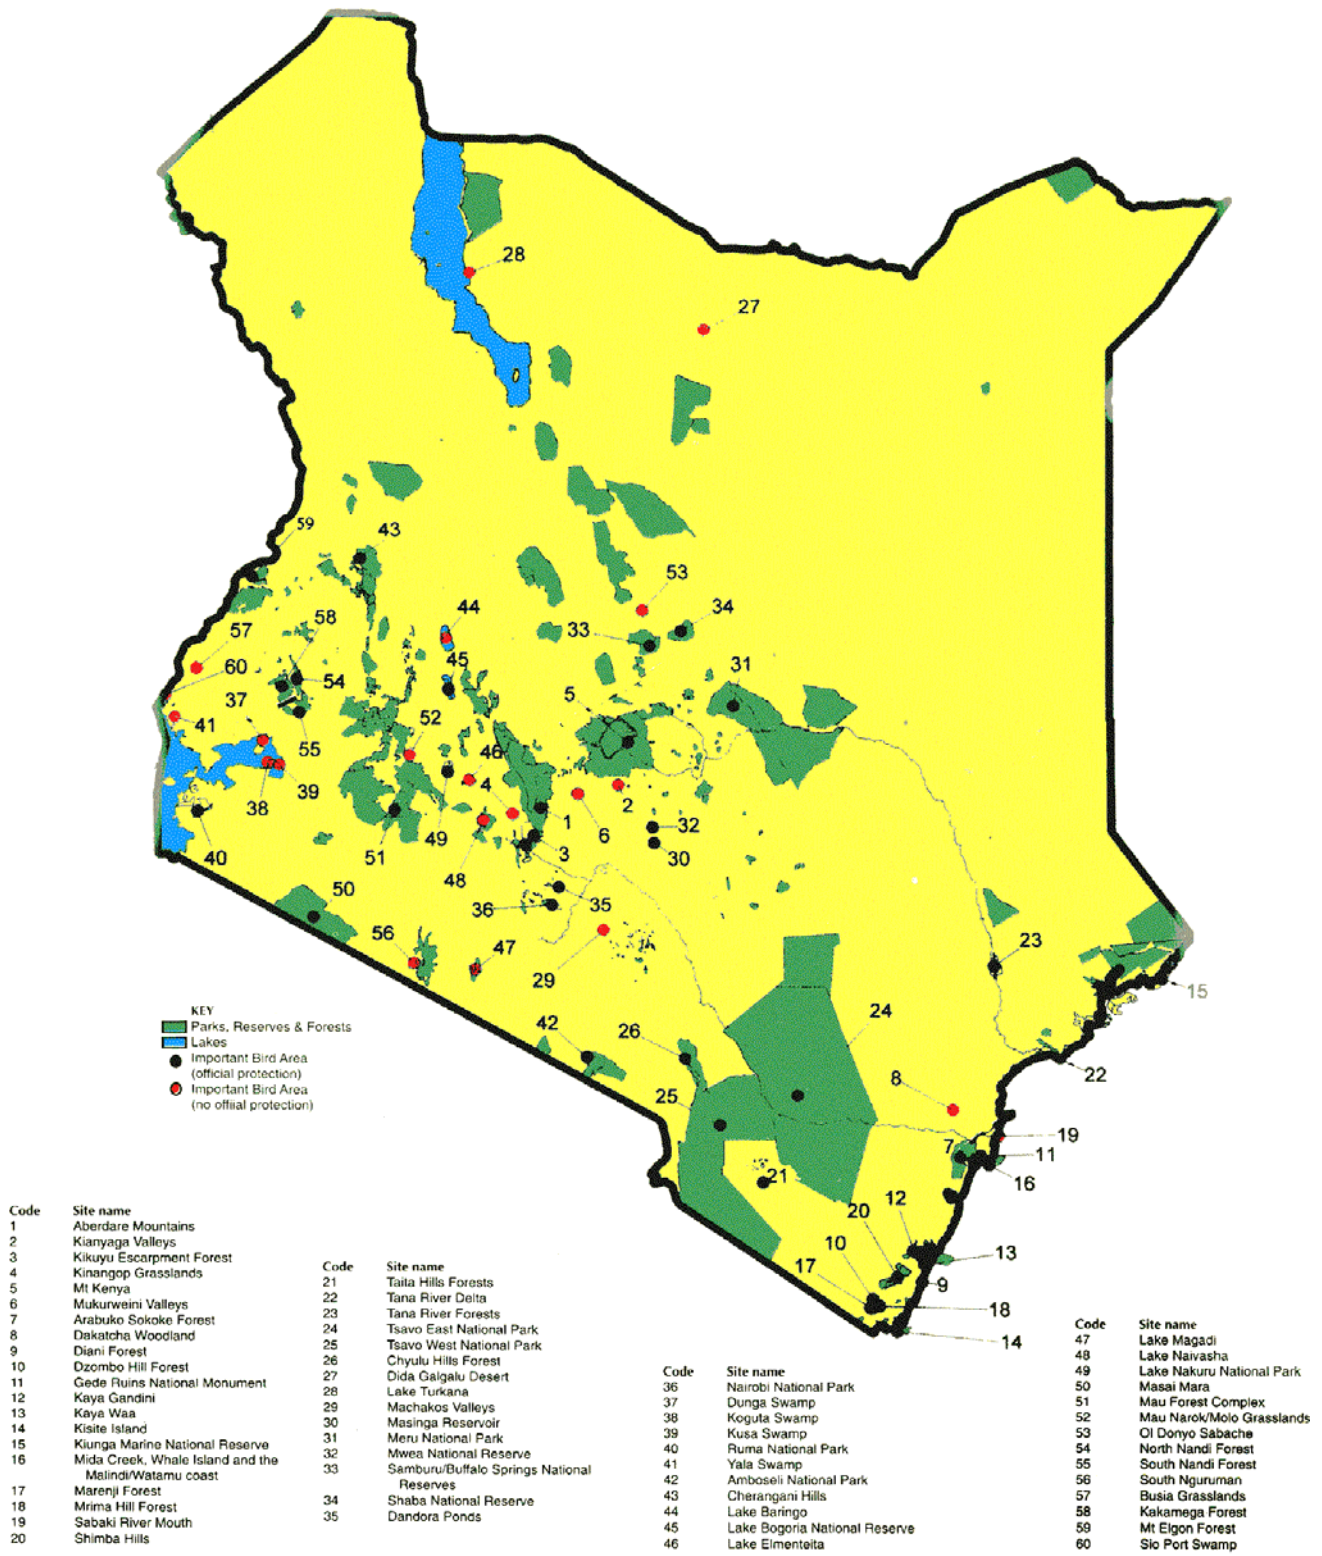 28
27
59
43
53
34
33
58
44
57
60
54
45
31
37
5
41
52
55
46
4
39
38
2
1
32
6
49
3
30
40
51
48
50
36
35
56
47
23
29
15
KEY
Parks, Reserves & Forests
Lakes
Important Bird Area
(official protection)
Important Bird Area
(no offiial protection)
42
26
24
22
8
25
19
7
11
21
16
12
20
10
13
17
9
18
14
Code Site name
1 Aberdare Mountains
2 Kianyaga Valleys
3 Kikuyu Escarpment Forest
4 Kinangop Grasslands
5 Mt Kenya
6 Mukurweini Valleys
7 Arabuko Sokoke Forest
8 Dakatcha Woodland
9 Diani Forest
10 Dzombo Hill Forest
11 Gede Ruins National Monument
12 Kaya Gandini
13 Kaya Waa
14 Kisite Island
15 Kiunga Marine National Reserve
16 Mida Creek, Whale Island and the
Malindi/Watamu coast
17 Marenji Forest
18 Mrima Hill Forest
19 Sabaki River Mouth
20 Shimba Hills
Code Site name
21 Taita Hills Forests
22 Tana River Delta
23 Tana River Forests
24 Tsavo East National Park
25 Tsavo West National Park
26 Chyulu Hills Forest
27 Dida Galgalu Desert
28 Lake Turkana
29 Machakos Valleys
30 Masinga Reservoir
31 Meru National Park
32 Mwea National Reserve
33 Samburu/Buffalo Springs National
Reserves
34 Shaba National Reserve
35 Dandora Ponds
Code Site name
36 Nairobi National Park
37 Dunga Swamp
38 Koguta Swamp
39 Kusa Swamp
40 Ruma National Park
41 Yala Swamp
42 Amboseli National Park
43 Cherangani Hills
44 Lake Baringo
45 Lake Bogoria National Reserve
46 Lake Elmenteita
Code Site name
47 Lake Magadi
48 Lake Naivasha
49 Lake Nakuru National Park
50 Masai Mara
51 Mau Forest Complex
52 Mau Narok/Molo Grasslands
53 Ol Donyo Sabache
54 North Nandi Forest
55 South Nandi Forest
56 South Nguruman
57 Busia Grasslands
58 Kakamega Forest
59 Mt Elgon Forest
60 Sio Port Swamp